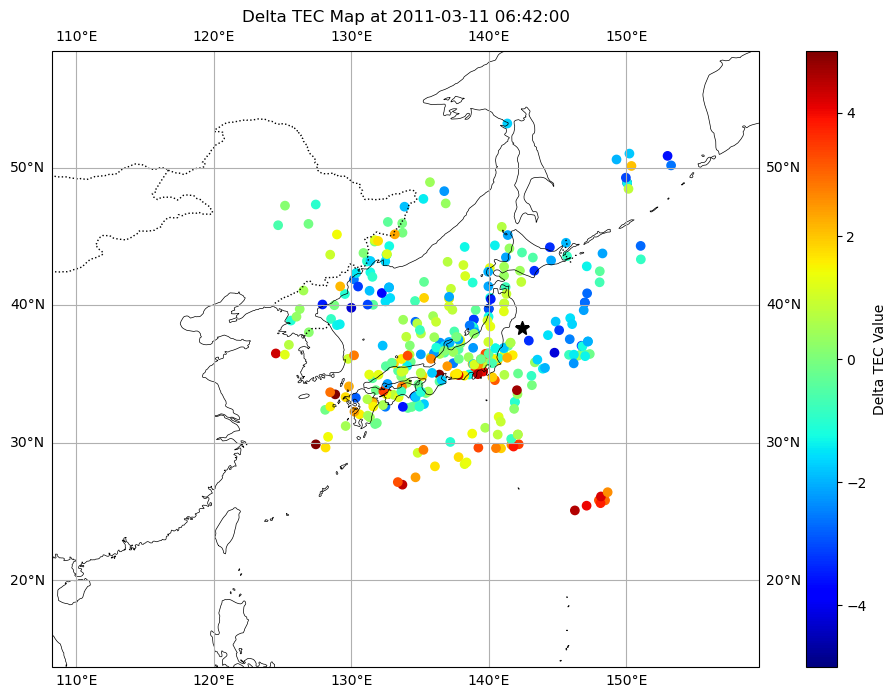 Delta TEC Map at 2011-03-11 06:42:00
110°E 120°E 130°E 140°E 150°E
50°N 50°N 4
2
40°N 40°N
0
Delta TEC Value
30°N 30°N
−2
20°N 20°N
−4
110°E 120°E 130°E 140°E 150°E